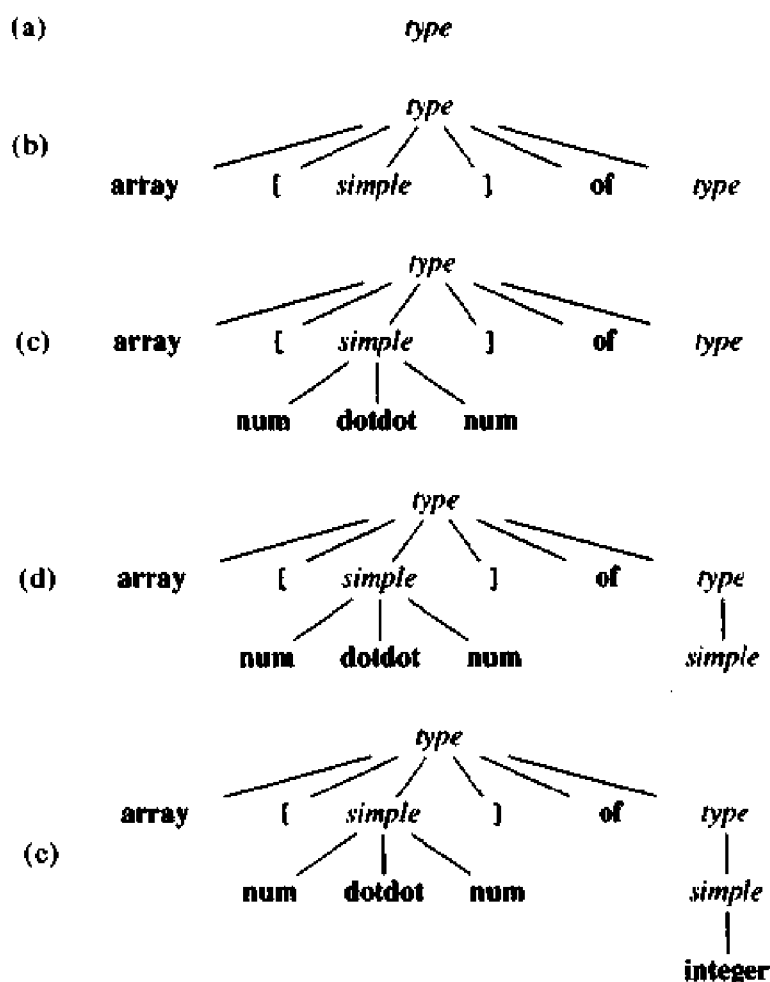 (a) type
type
(b)
array [ simple ] of type
type
(c) array [ simple ] of type
num dotdot num
type
(d) array [ simple ] of type
num dotdot num simple
type
array [ simple ] of type
(c)
num dotdot num simple
integer